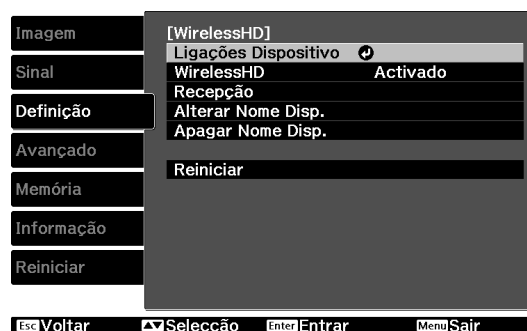 Imagem
Sinal
Definição
Avançado
Memória
Informação
Reiniciar
[WirelessHD]
Ligações Dispositivo
WirelessHD Activado
Recepção
Alterar Nome Disp.
Apagar Nome Disp.
Reiniciar
Esc Voltar Selecção Enter Entrar Menu Sair